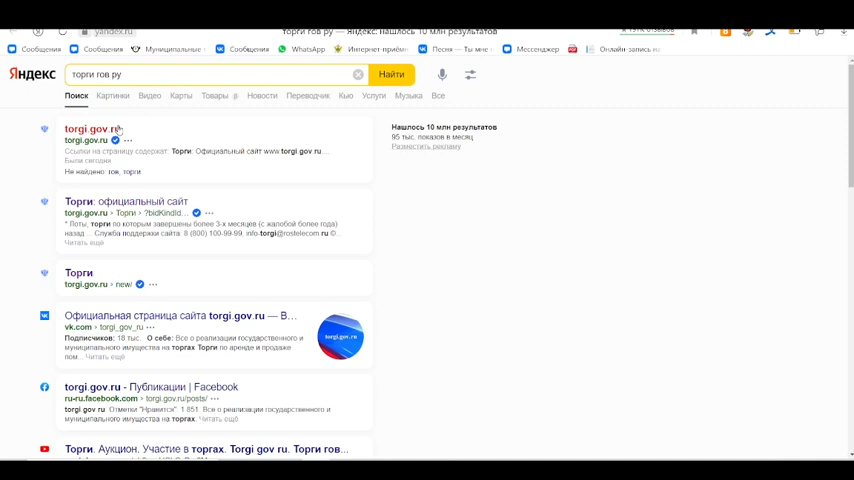 yandex.ru
торги гов ру — Яндекс: нашлось 10 млн результатов
Сообщения
Сообщения
Муниципальные
Сообщения
WhatsApp
Интернет-приём
Песня — Ты мне
Мессенджер
Онлайн-запись на
Яндекс
торги гов ру
Найти
Поиск Картинки Видео Карты Товары β Новости Переводчик Кью Услуги Музыка Все
torgi.gov.ru
torgi.gov.ru
Ссылки на страницу содержат: Торги: Официальный сайт www.torgi gov ru....
Были сегодня
Не найдено: гов, торги
Нашлось 10 млн результатов
95 тыс. показов в месяц
Разместить рекламу
Торги: официальный сайт
torgi.gov.ru › Торги › ?bidKindId...
* Лоты, торги по которым завершены более 3-х месяцев (с жалобой более года)
назад ... Служба поддержки сайта: 8 (800) 100-99-99. info-torgi@rostelecom ru ©...
Читать ещё
Торги
torgi.gov.ru › new/
Официальная страница сайта torgi.gov.ru — В...
vk.com › torgi_gov_ru
Подписчиков: 18 тыс. О себе: Все о реализации государственного и
муниципального имущества на торгах Торги по аренде и продаже
пом... Читать ещё
torgi.gov.ru
torgi.gov.ru - Публикации | Facebook
ru-ru.facebook.com › torgi.gov.ru/posts/
torgi gov ru. Отметки "Нравится": 1 851. Все о реализации государственного и
муниципального имущества на торгах. Читать ещё
Торги. Аукцион. Участие в торгах. Torgi gov ru. Торги гов...